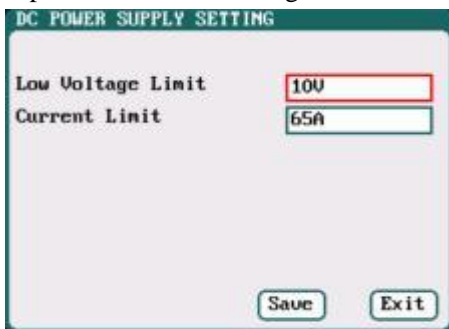 DC POWER SUPPLY SETTING
Low Voltage Limit 10V
Current Limit 65A
Save Exit